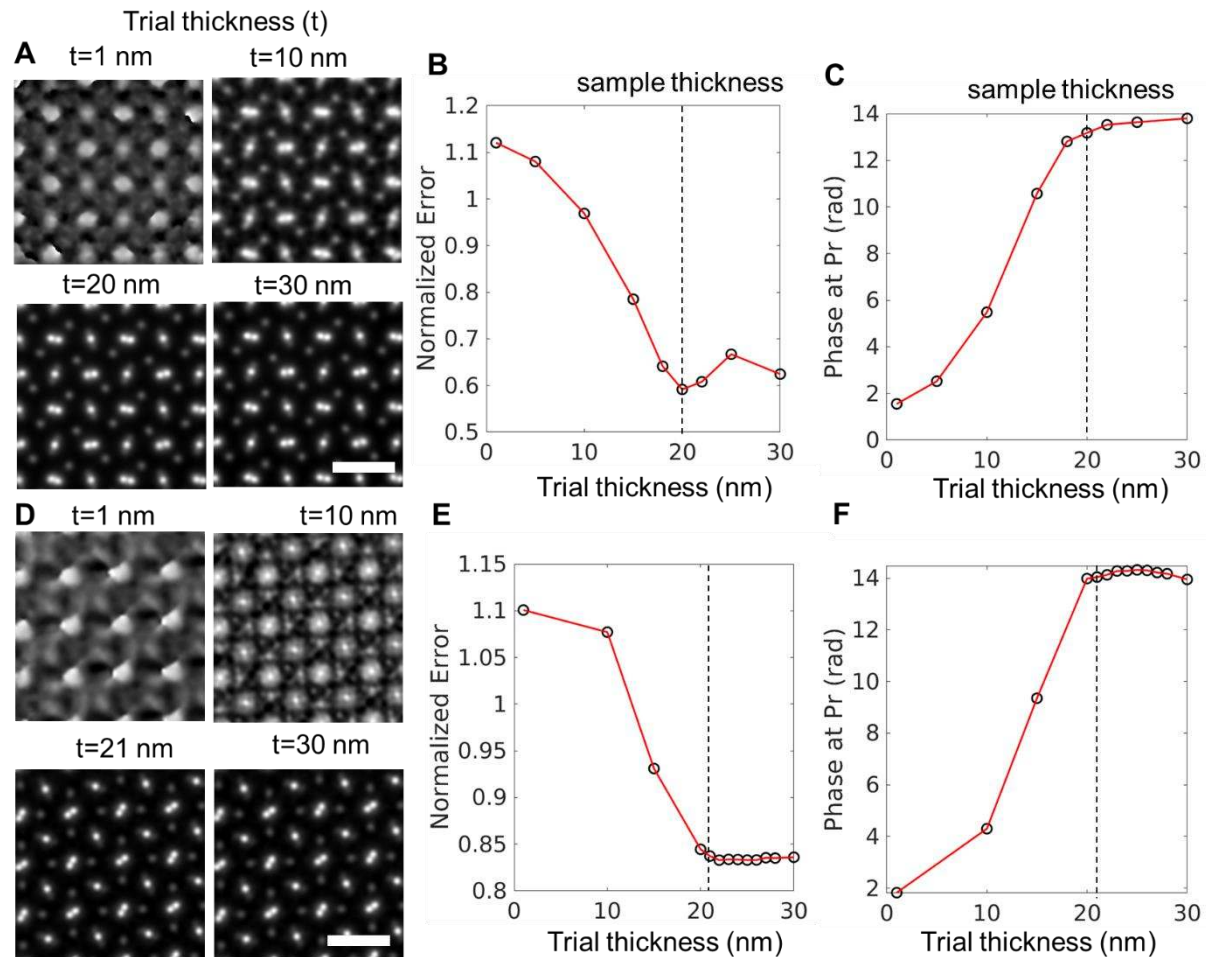 Trial thickness (t)
A
t=1 nm
t=10 nm
t=20 nm
t=30 nm
B
sample thickness
1.2
1.1
1
0.9
0.8
0.7
0.6
0.5
Normalized Error
0 10 20 30
Trial thickness (nm)
C
sample thickness
14
12
10
8
6
4
2
0
Phase at Pr (rad)
0 10 20 30
Trial thickness (nm)
D
t=1 nm
t=10 nm
t=21 nm
t=30 nm
E
1.15
1.1
1.05
1
0.95
0.9
0.85
0.8
Normalized Error
0 10 20 30
Trial thickness (nm)
F
14
12
10
8
6
4
2
Phase at Pr (rad)
0 10 20 30
Trial thickness (nm)